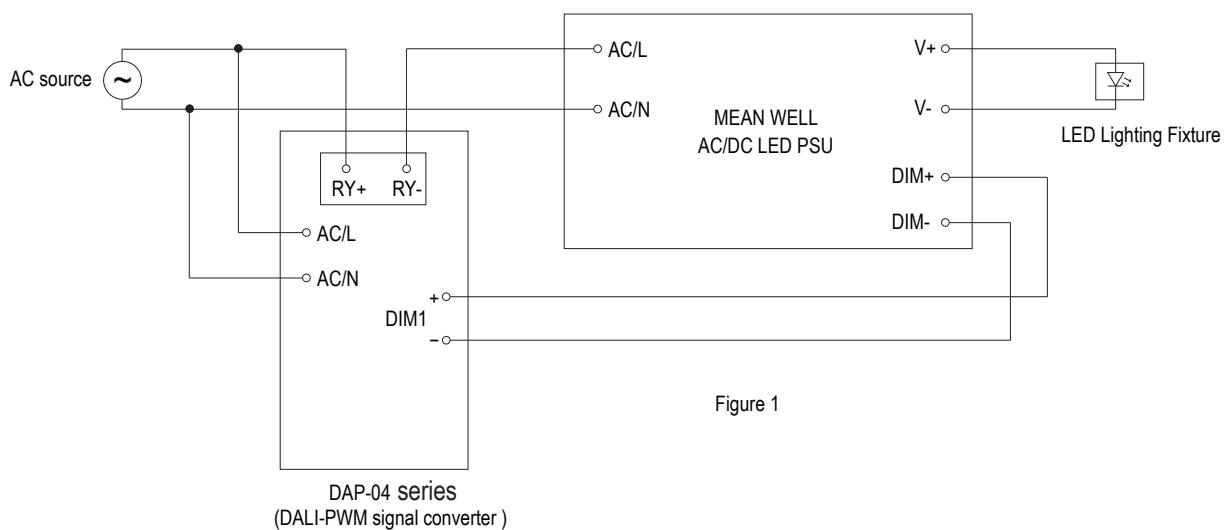 AC source
~
AC/L
AC/N
MEAN WELL
AC/DC LED PSU
V+
V-
DIM+
DIM-
LED Lighting Fixture
RY+ RY-
AC/L
AC/N
DIM1
+
-
Figure 1
DAP-04 series
(DALI-PWM signal converter )